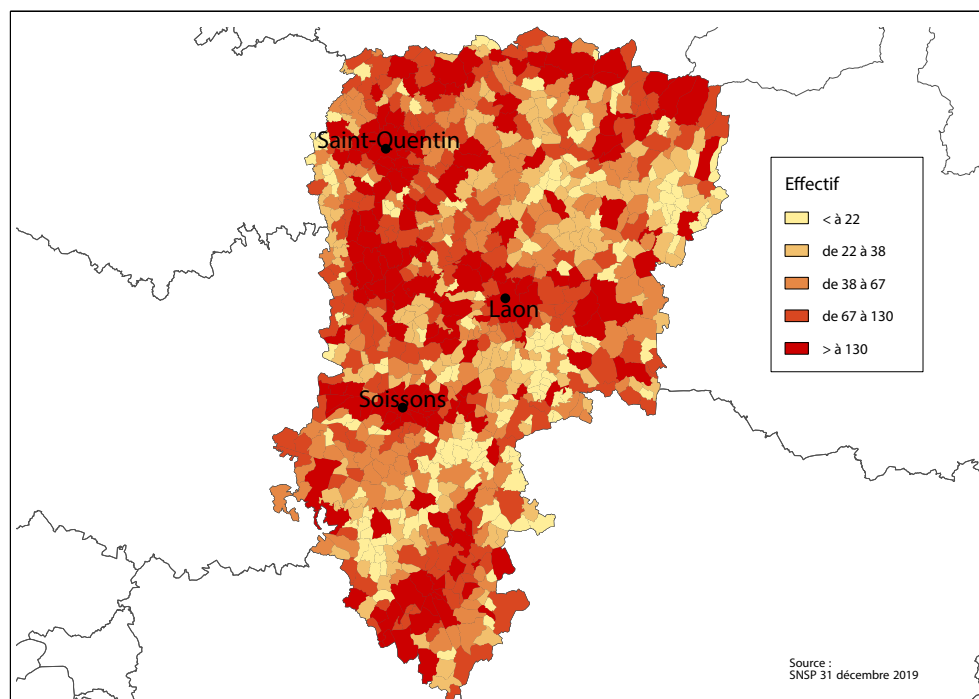 Saint-Quentin
Laon
Soissons
Effectif
< à 22
de 22 à 38
de 38 à 67
de 67 à 130
> à 130
Source :
SNSP 31 décembre 2019